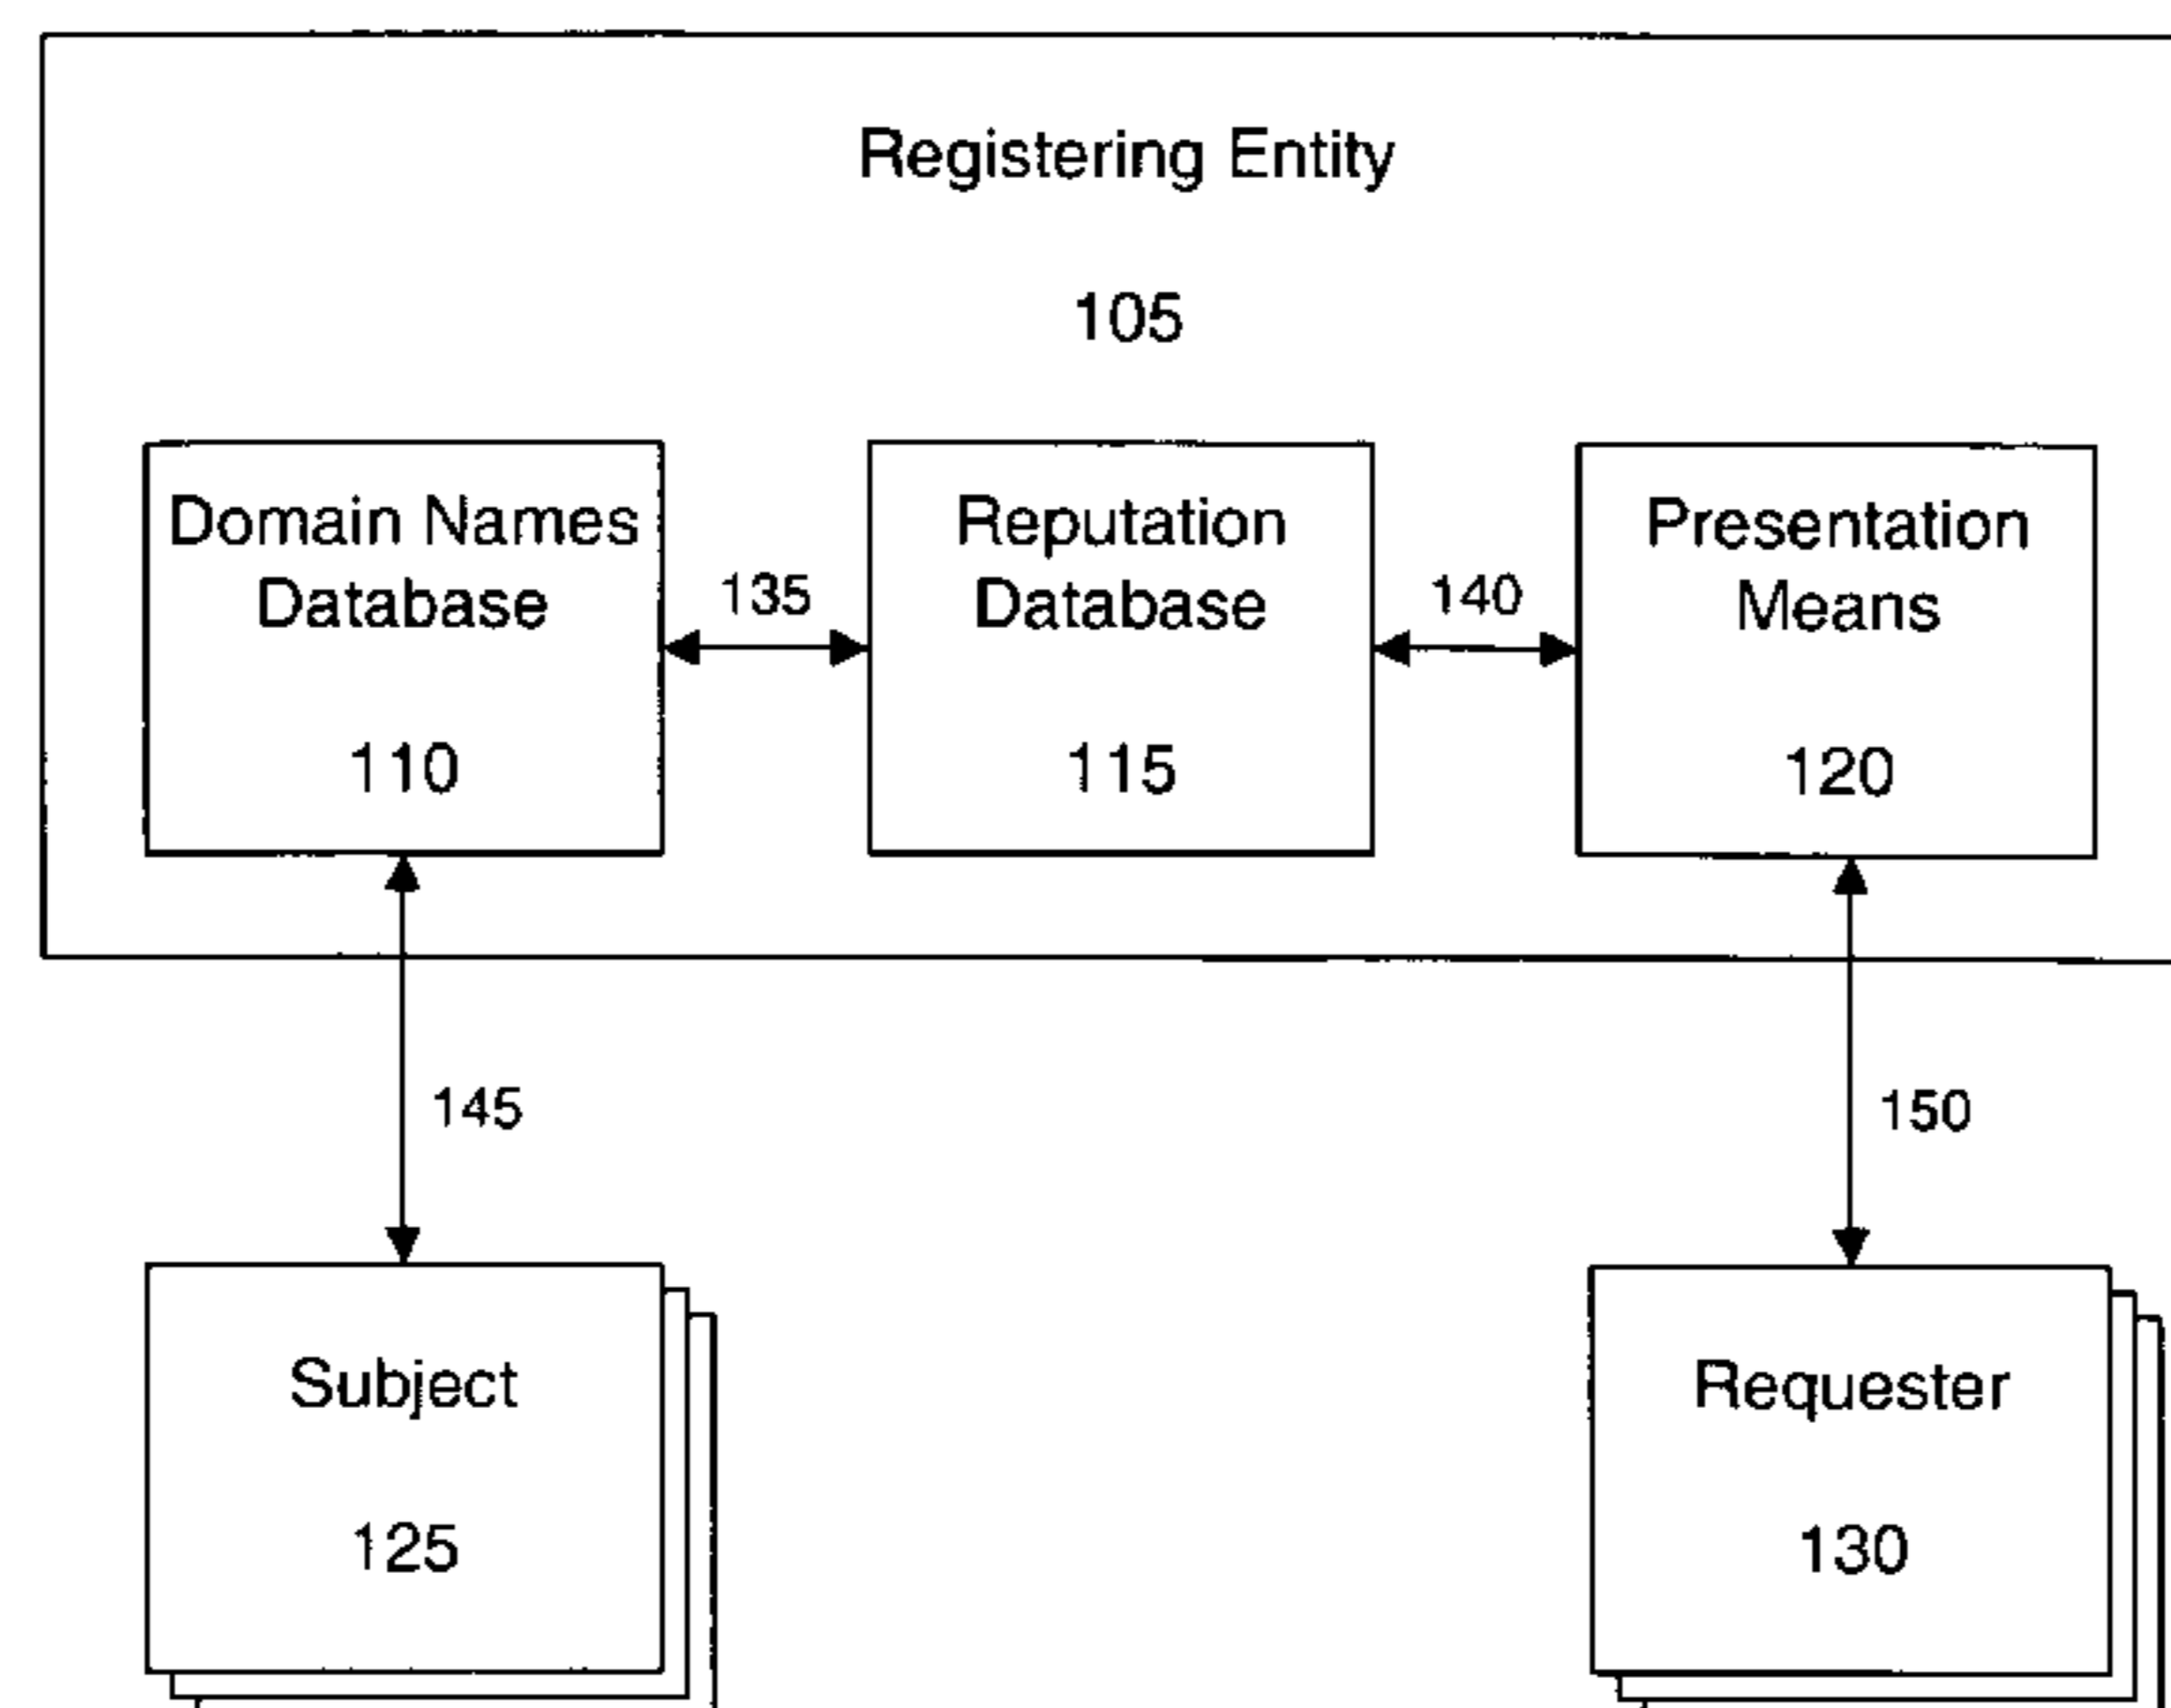 Registering Entity
105
Domain Names
Database
110
135
Reputation
Database
115
140
Presentation
Means
120
145
150
Subject
125
Requester
130